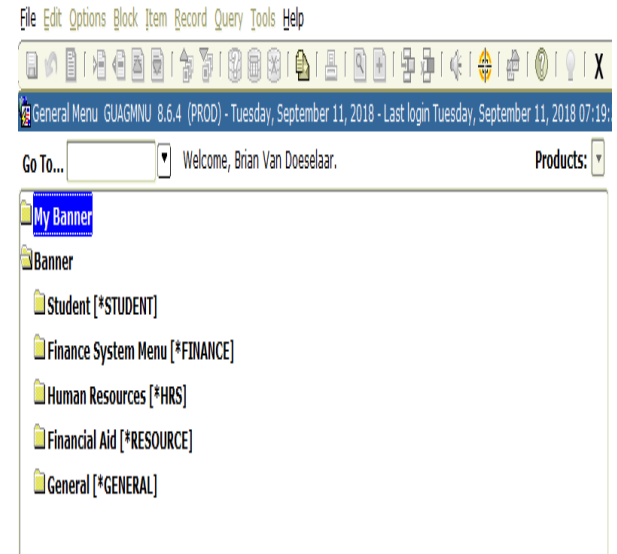 File Edit Options Block Item Record Query Tools Help
X
General Menu GUAGMNU 8.6.4 (PROD) - Tuesday, September 11, 2018 - Last login Tuesday, September 11, 2018 07:19:
Go To... Welcome, Brian Van Doeselaar. Products:
My Banner
Banner
Student [*STUDENT]
Finance System Menu [*FINANCE]
Human Resources [*HRS]
Financial Aid [*RESOURCE]
General [*GENERAL]